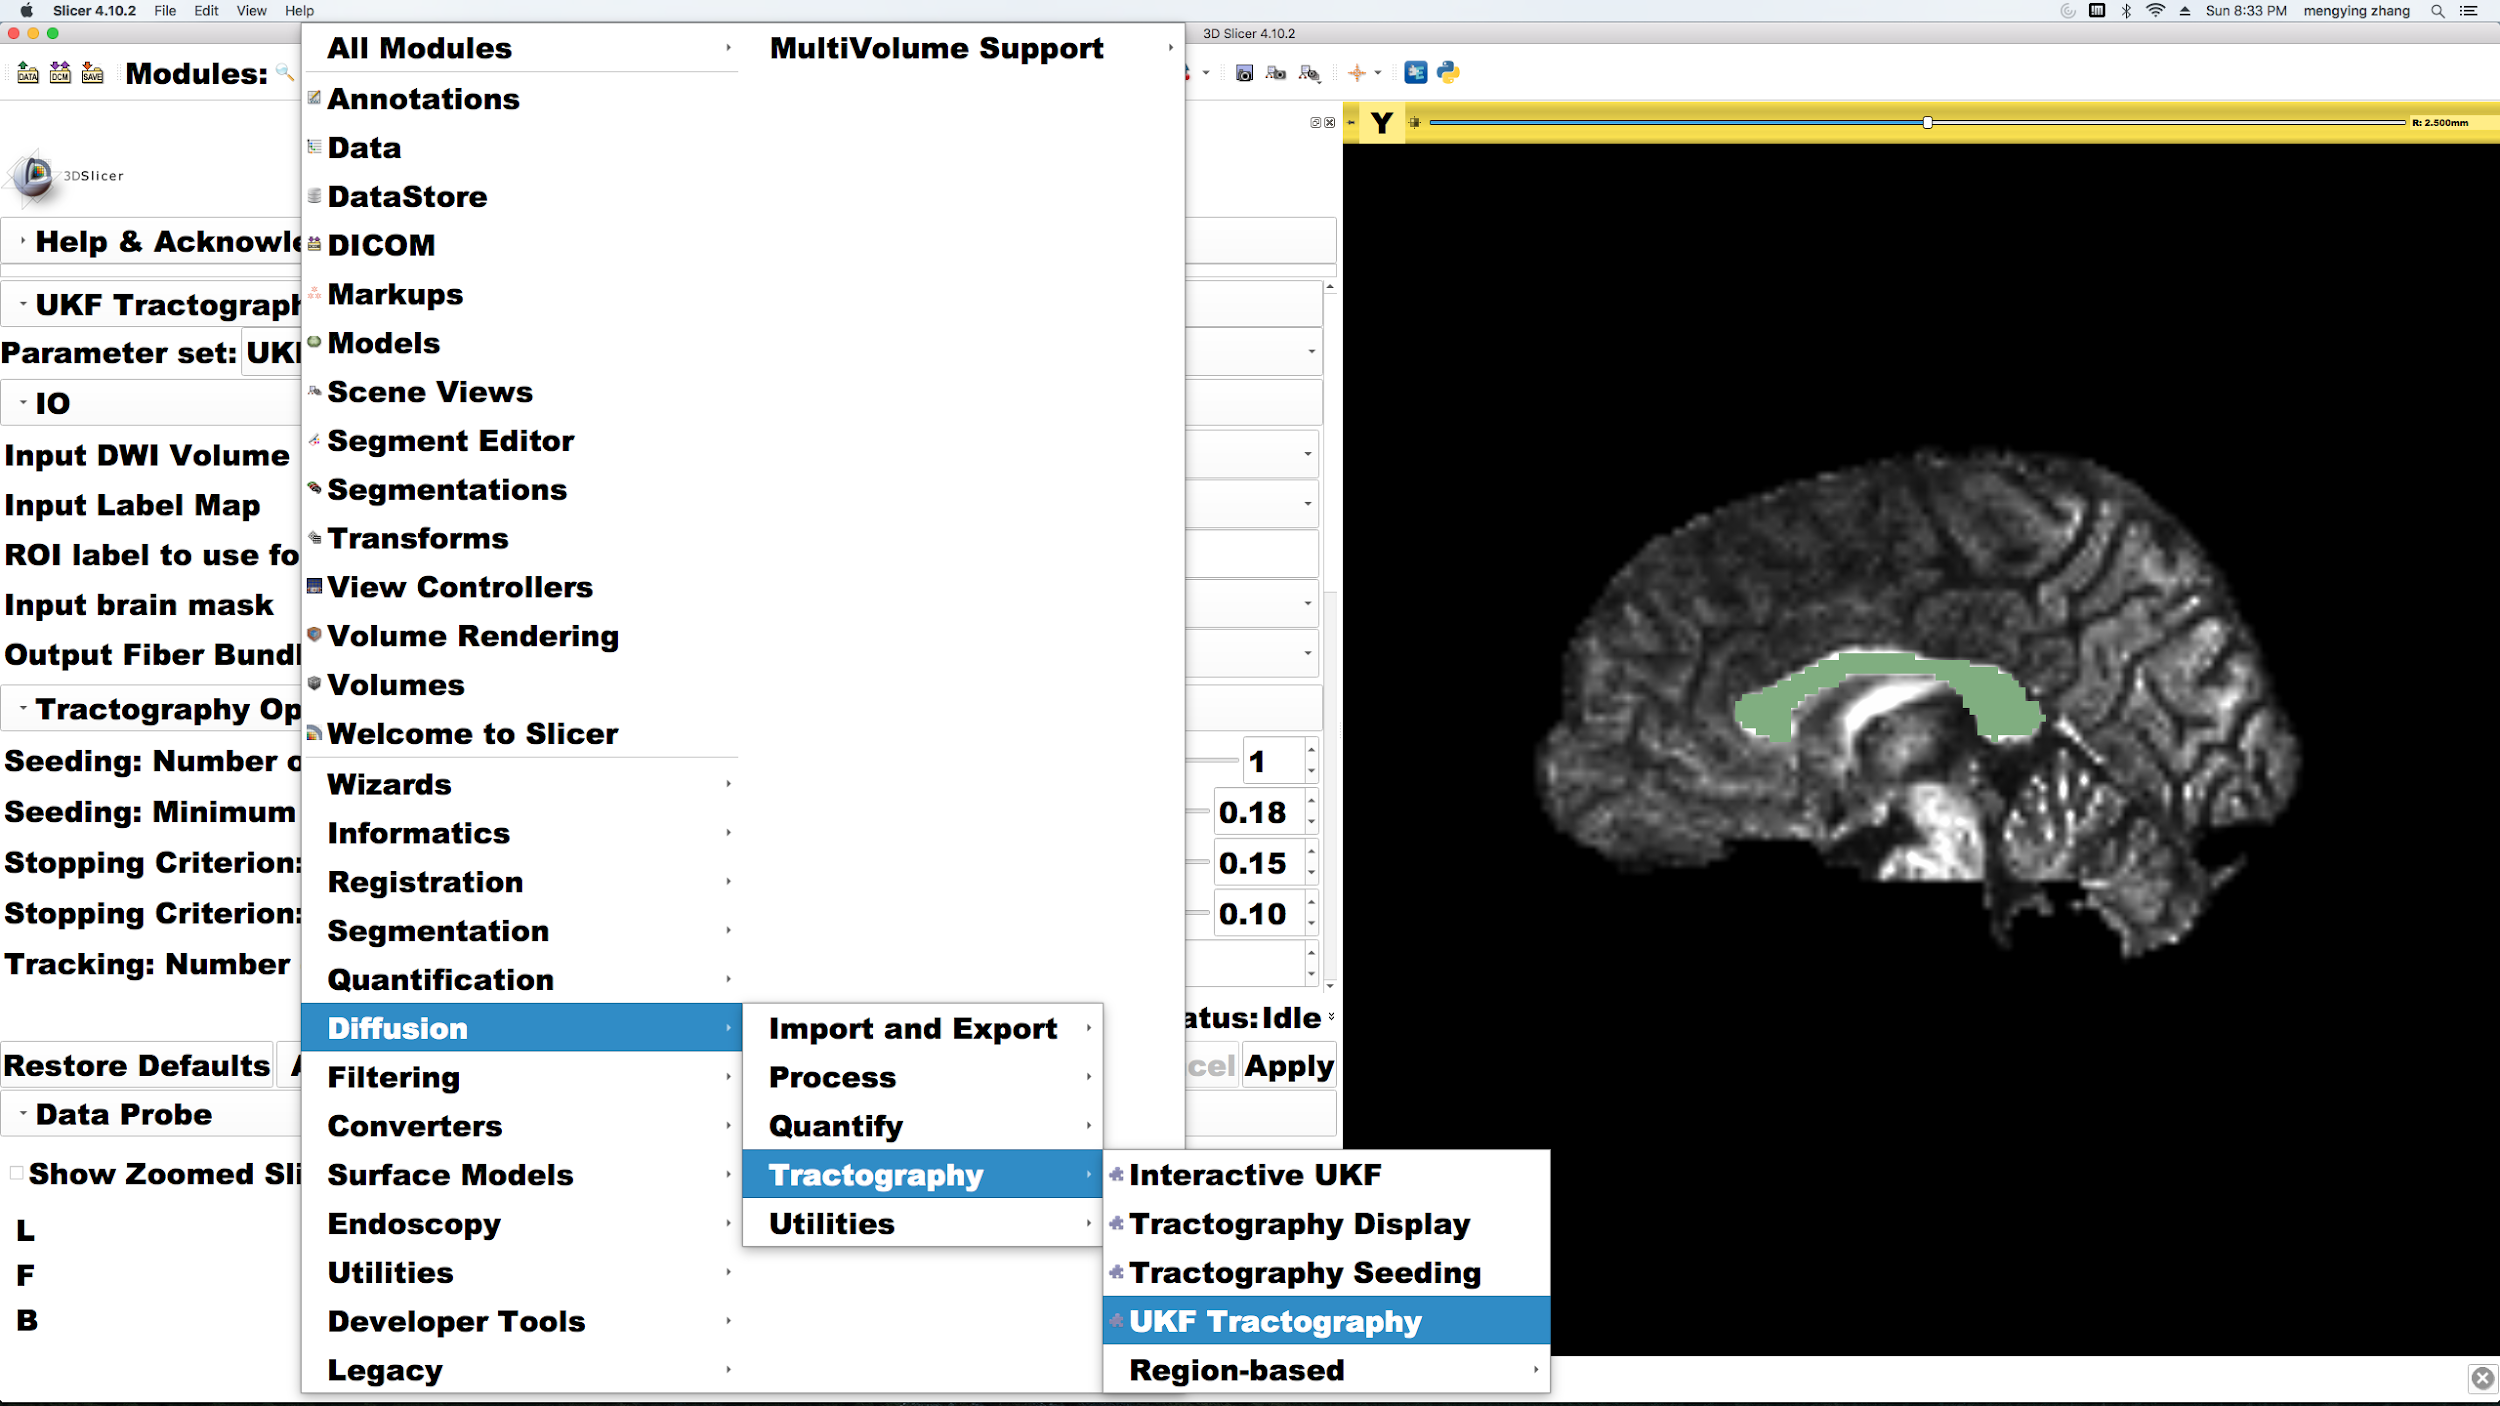 Slicer 4.10.2 File Edit View Help Sun 8:33 PM mengying zhang
3D Slicer 4.10.2
DATA DCM SAVE Modules:
3DSlicer
Help & Acknowle
UKF Tractograph
Parameter set: UKF
IO
Input DWI Volume
Input Label Map
ROI label to use fo
Input brain mask
Output Fiber Bundl
Tractography Op
Seeding: Number o
Seeding: Minimum
Stopping Criterion:
Stopping Criterion:
Tracking: Number
Restore Defaults
Data Probe
Show Zoomed Sli
L
F
B
All Modules
Annotations
Data
DataStore
DICOM
Markups
Models
Scene Views
Segment Editor
Segmentations
Transforms
View Controllers
Volume Rendering
Volumes
Welcome to Slicer
Wizards
Informatics
Registration
Segmentation
Quantification
Diffusion
Filtering
Converters
Surface Models
Endoscopy
Utilities
Developer Tools
Legacy
MultiVolume Support
Import and Export
Process
Quantify
Tractography
Utilities
Interactive UKF
Tractography Display
Tractography Seeding
UKF Tractography
Region-based
1
0.18
0.15
0.10
atus: Idle
cel Apply
Y R: 2.500mm